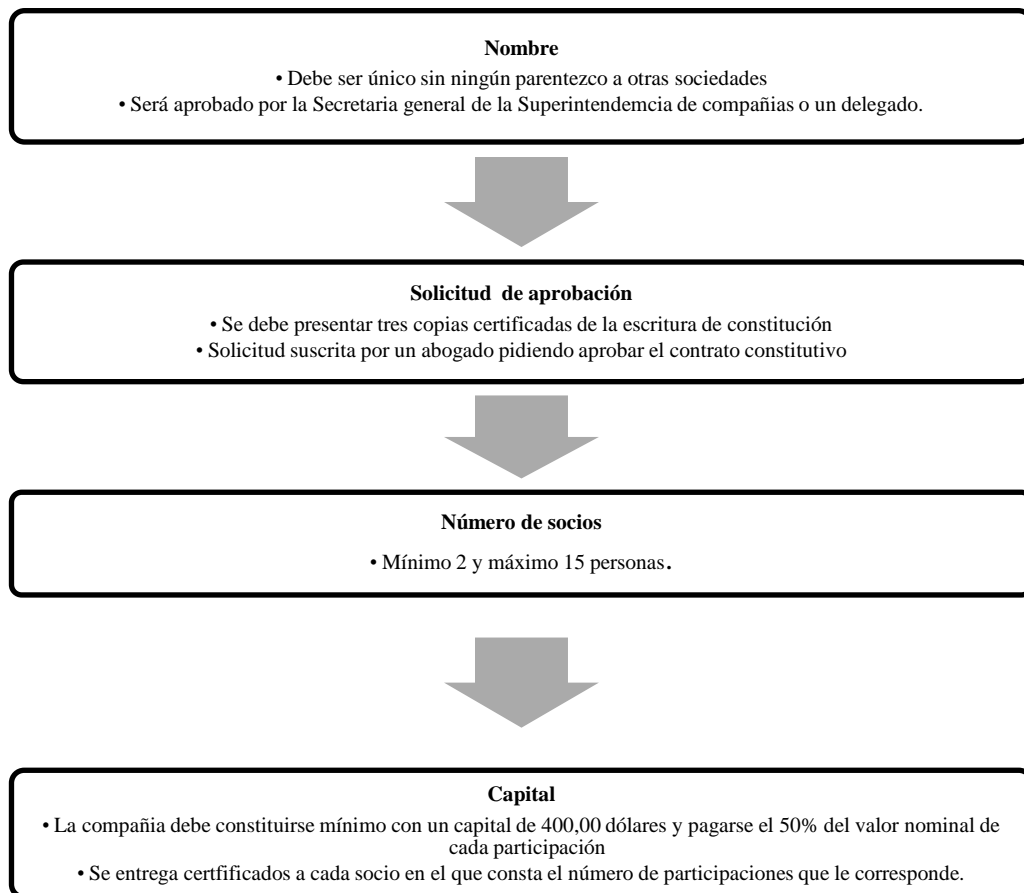 Nombre
• Debe ser único sin ningún parentezco a otras sociedades
• Será aprobado por la Secretaria general de la Superintendemcia de compañias o un delegado.
Solicitud de aprobación
• Se debe presentar tres copias certificadas de la escritura de constitución
• Solicitud suscrita por un abogado pidiendo aprobar el contrato constitutivo
Número de socios
• Mínimo 2 y máximo 15 personas.
Capital
• La compañia debe constituirse mínimo con un capital de 400,00 dólares y pagarse el 50% del valor nominal de
cada participación
• Se entrega certfificados a cada socio en el que consta el número de participaciones que le corresponde.